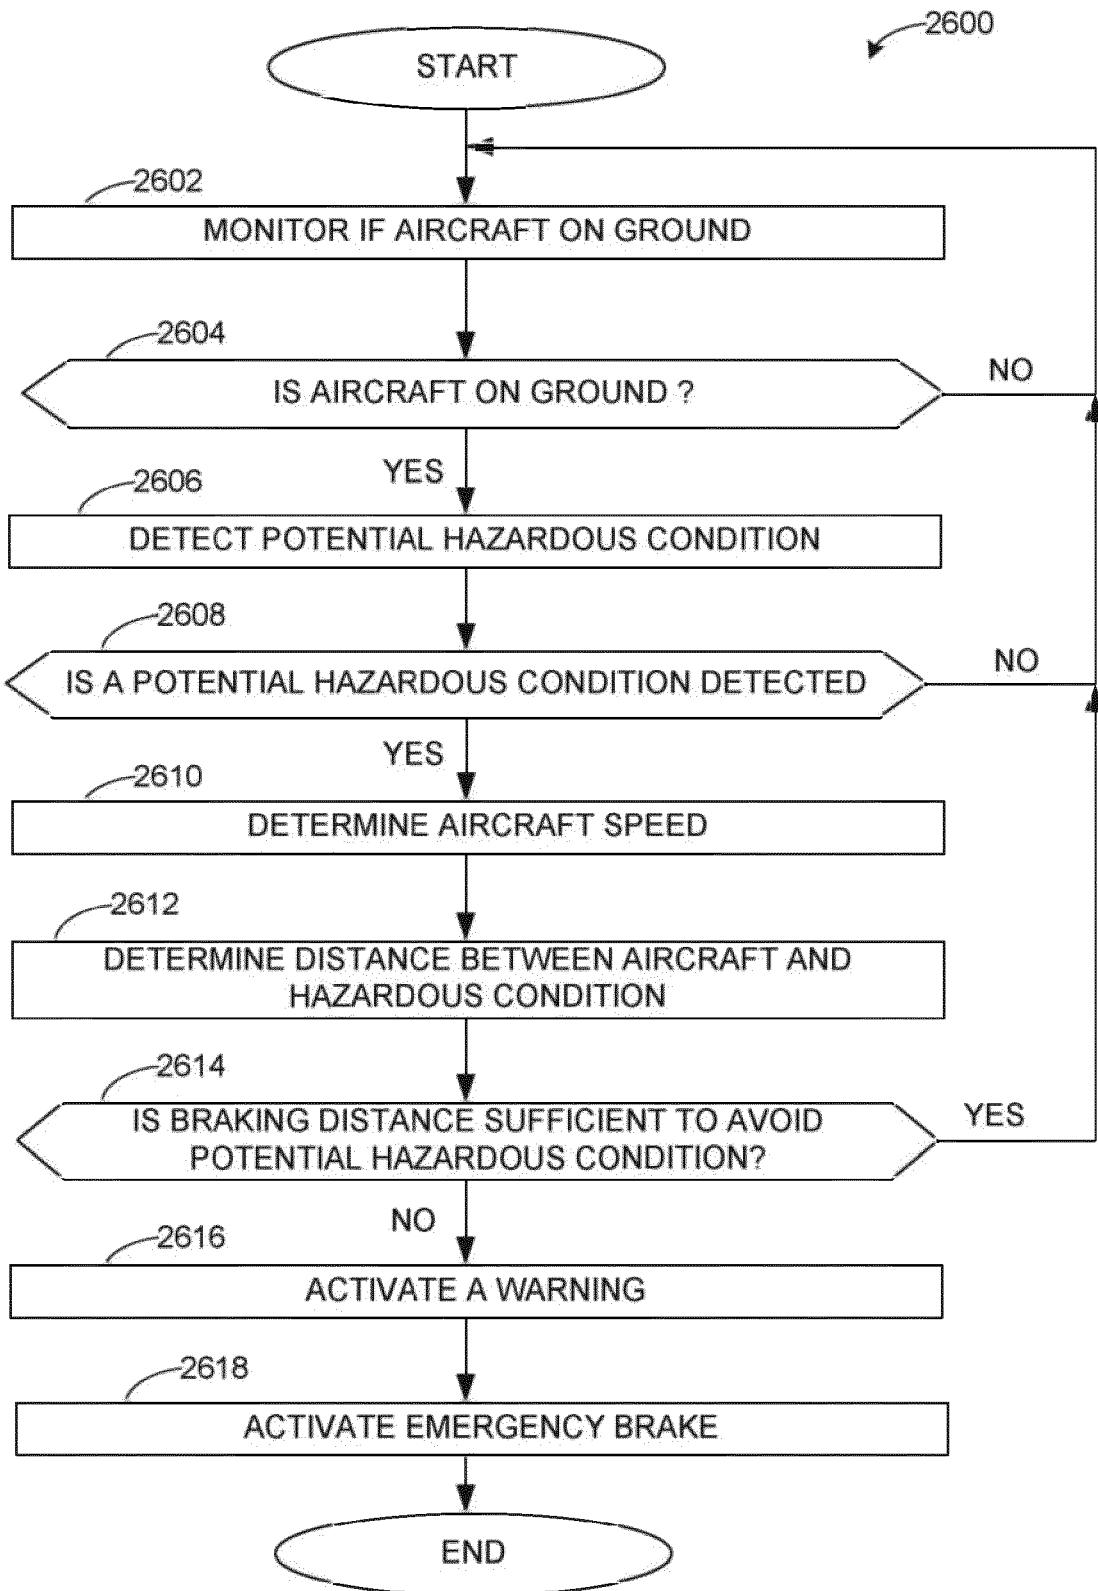 2600
START
2602
MONITOR IF AIRCRAFT ON GROUND
2604
IS AIRCRAFT ON GROUND ?
NO
YES
2606
DETECT POTENTIAL HAZARDOUS CONDITION
2608
IS A POTENTIAL HAZARDOUS CONDITION DETECTED
NO
YES
2610
DETERMINE AIRCRAFT SPEED
2612
DETERMINE DISTANCE BETWEEN AIRCRAFT AND
HAZARDOUS CONDITION
2614
IS BRAKING DISTANCE SUFFICIENT TO AVOID
POTENTIAL HAZARDOUS CONDITION?
YES
NO
2616
ACTIVATE A WARNING
2618
ACTIVATE EMERGENCY BRAKE
END